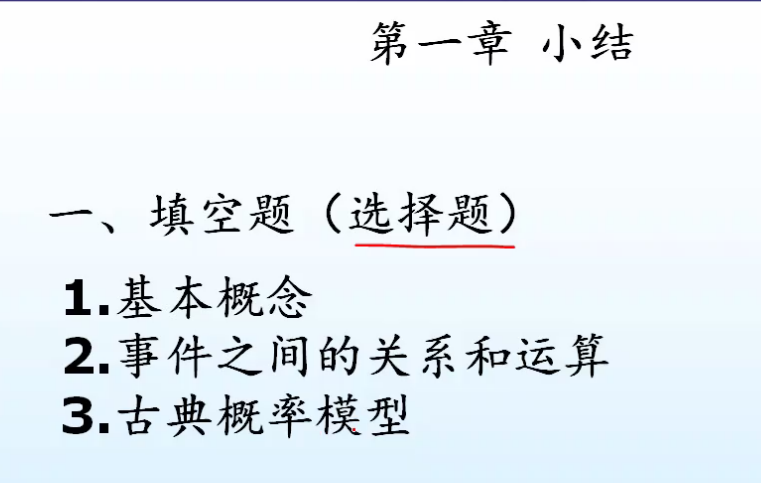 第一章 小结
一、填空题（选择题）
1.基本概念
2.事件之间的关系和运算
3.古典概率模型